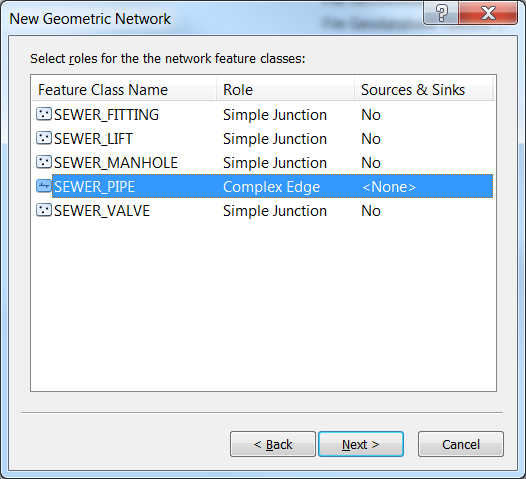 New Geometric Network
Select roles for the the network feature classes:
Feature Class Name Role Sources & Sinks
SEWER_FITTING Simple Junction No
SEWER_LIFT Simple Junction No
SEWER_MANHOLE Simple Junction No
SEWER_PIPE Complex Edge <None>
SEWER_VALVE Simple Junction No
< Back Next > Cancel